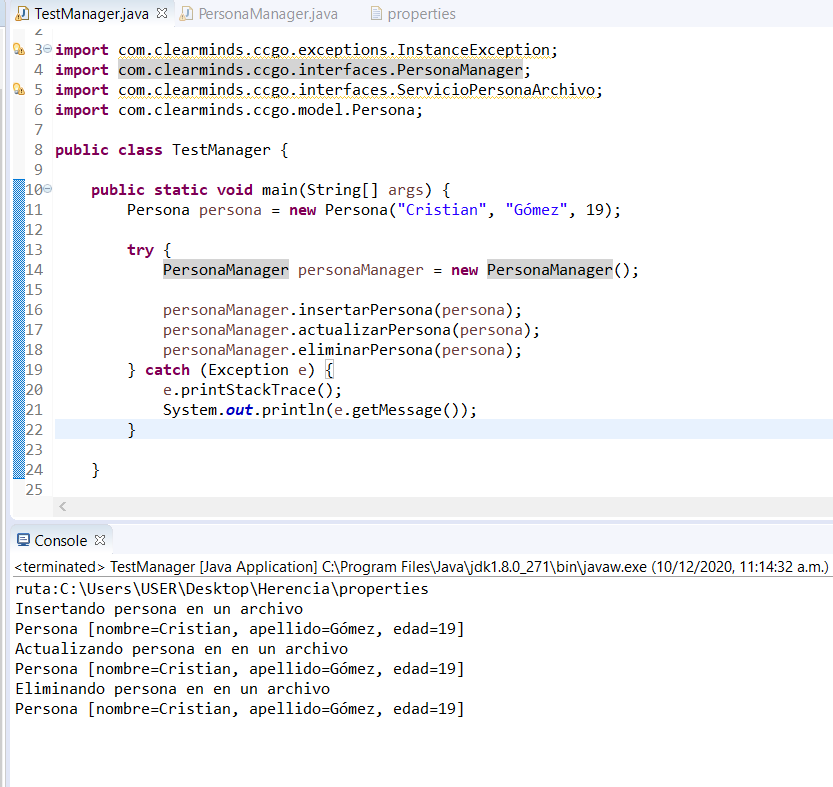 TestManager.java PersonaManager.java properties
2
3 import com.clearminds.ccgo.exceptions.InstanceException;
4 import com.clearminds.ccgo.interfaces.PersonaManager;
5 import com.clearminds.ccgo.interfaces.ServicioPersonaArchivo;
6 import com.clearminds.ccgo.model.Persona;
7
8 public class TestManager {
9
10 public static void main(String[] args) {
11 Persona persona = new Persona("Cristian", "Gómez", 19);
12
13 try {
14 PersonaManager personaManager = new PersonaManager();
15
16 personaManager.insertarPersona(persona);
17 personaManager.actualizarPersona(persona);
18 personaManager.eliminarPersona(persona);
19 } catch (Exception e) {
20 e.printStackTrace();
21 System.out.println(e.getMessage());
22 }
23
24 }
25
Console
<terminated> TestManager [Java Application] C:\Program Files\Java\jdk1.8.0_271\bin\javaw.exe (10/12/2020, 11:14:32 a.m.)
ruta:C:\Users\USER\Desktop\Herencia\properties
Insertando persona en un archivo
Persona [nombre=Cristian, apellido=Gómez, edad=19]
Actualizando persona en en un archivo
Persona [nombre=Cristian, apellido=Gómez, edad=19]
Eliminando persona en en un archivo
Persona [nombre=Cristian, apellido=Gómez, edad=19]